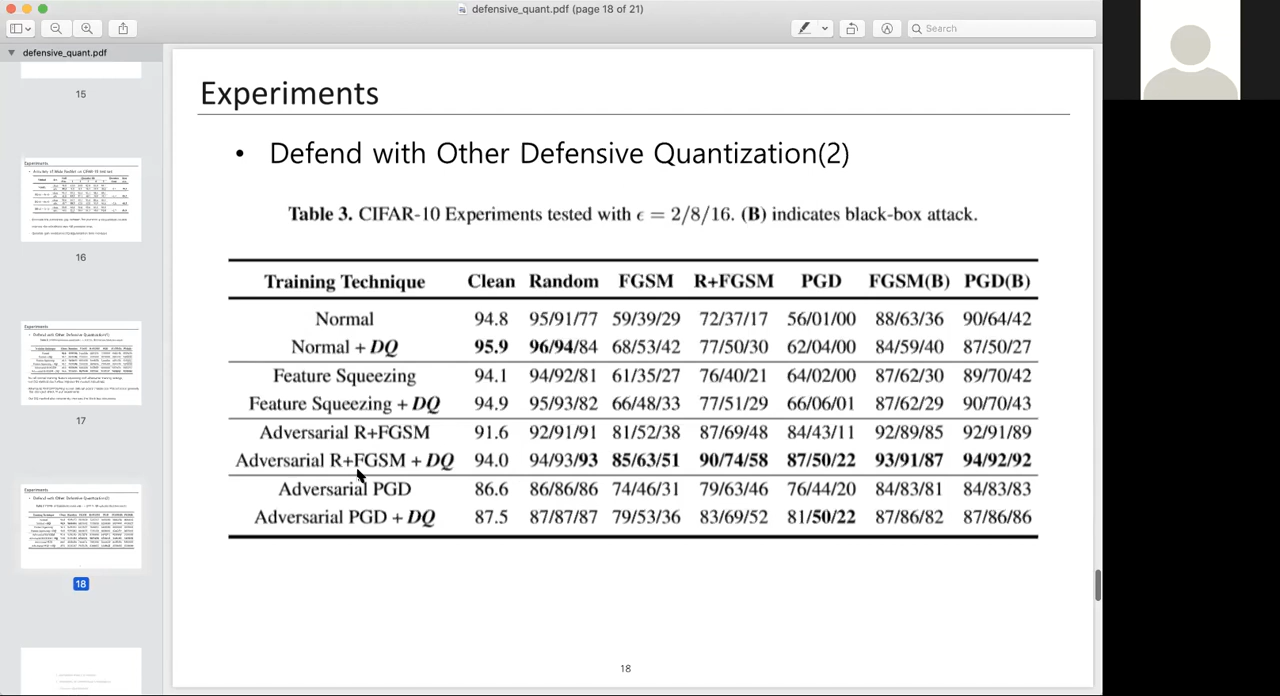 defensive_quant.pdf (page 18 of 21)
Search
defensive_quant.pdf
15
16
17
18
Experiments
• Defend with Other Defensive Quantization(2)
Table 3. CIFAR-10 Experiments tested with ϵ = 2/8/16. (B) indicates black-box attack.
Training Technique Clean Random FGSM R+FGSM PGD FGSM(B) PGD(B)
Normal 94.8 95/91/77 59/39/29 72/37/17 56/01/00 88/63/36 90/64/42
Normal + DQ 95.9 96/94/84 68/53/42 77/50/30 62/04/00 84/59/40 87/50/27
Feature Squeezing 94.1 94/92/81 61/35/27 76/40/21 64/02/00 87/62/30 89/70/42
Feature Squeezing + DQ 94.9 95/93/82 66/48/33 77/51/29 66/06/01 87/62/29 90/70/43
Adversarial R+FGSM 91.6 92/91/91 81/52/38 87/69/48 84/43/11 92/89/85 92/91/89
Adversarial R+FGSM + DQ 94.0 94/93/93 85/63/51 90/74/58 87/50/22 93/91/87 94/92/92
Adversarial PGD 86.6 86/86/86 74/46/31 79/63/46 76/44/20 84/83/81 84/83/83
Adversarial PGD + DQ 87.5 87/87/87 79/53/36 83/65/52 81/50/22 87/86/82 87/86/86
18